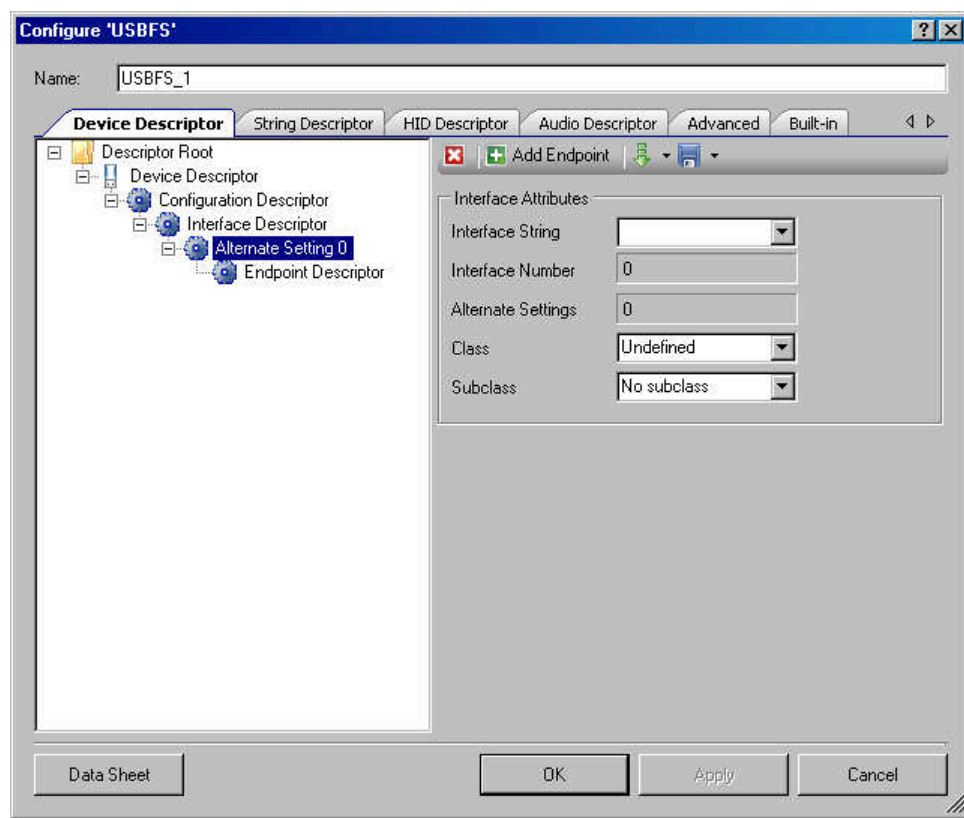 Configure 'USBFS'
Name: USBFS_1
Device Descriptor String Descriptor HID Descriptor Audio Descriptor Advanced Built-in
Descriptor Root
Device Descriptor
Configuration Descriptor
Interface Descriptor
Alternate Setting 0
Endpoint Descriptor
Add Endpoint
Interface Attributes
Interface String
Interface Number 0
Alternate Settings 0
Class Undefined
Subclass No subclass
Data Sheet OK Apply Cancel